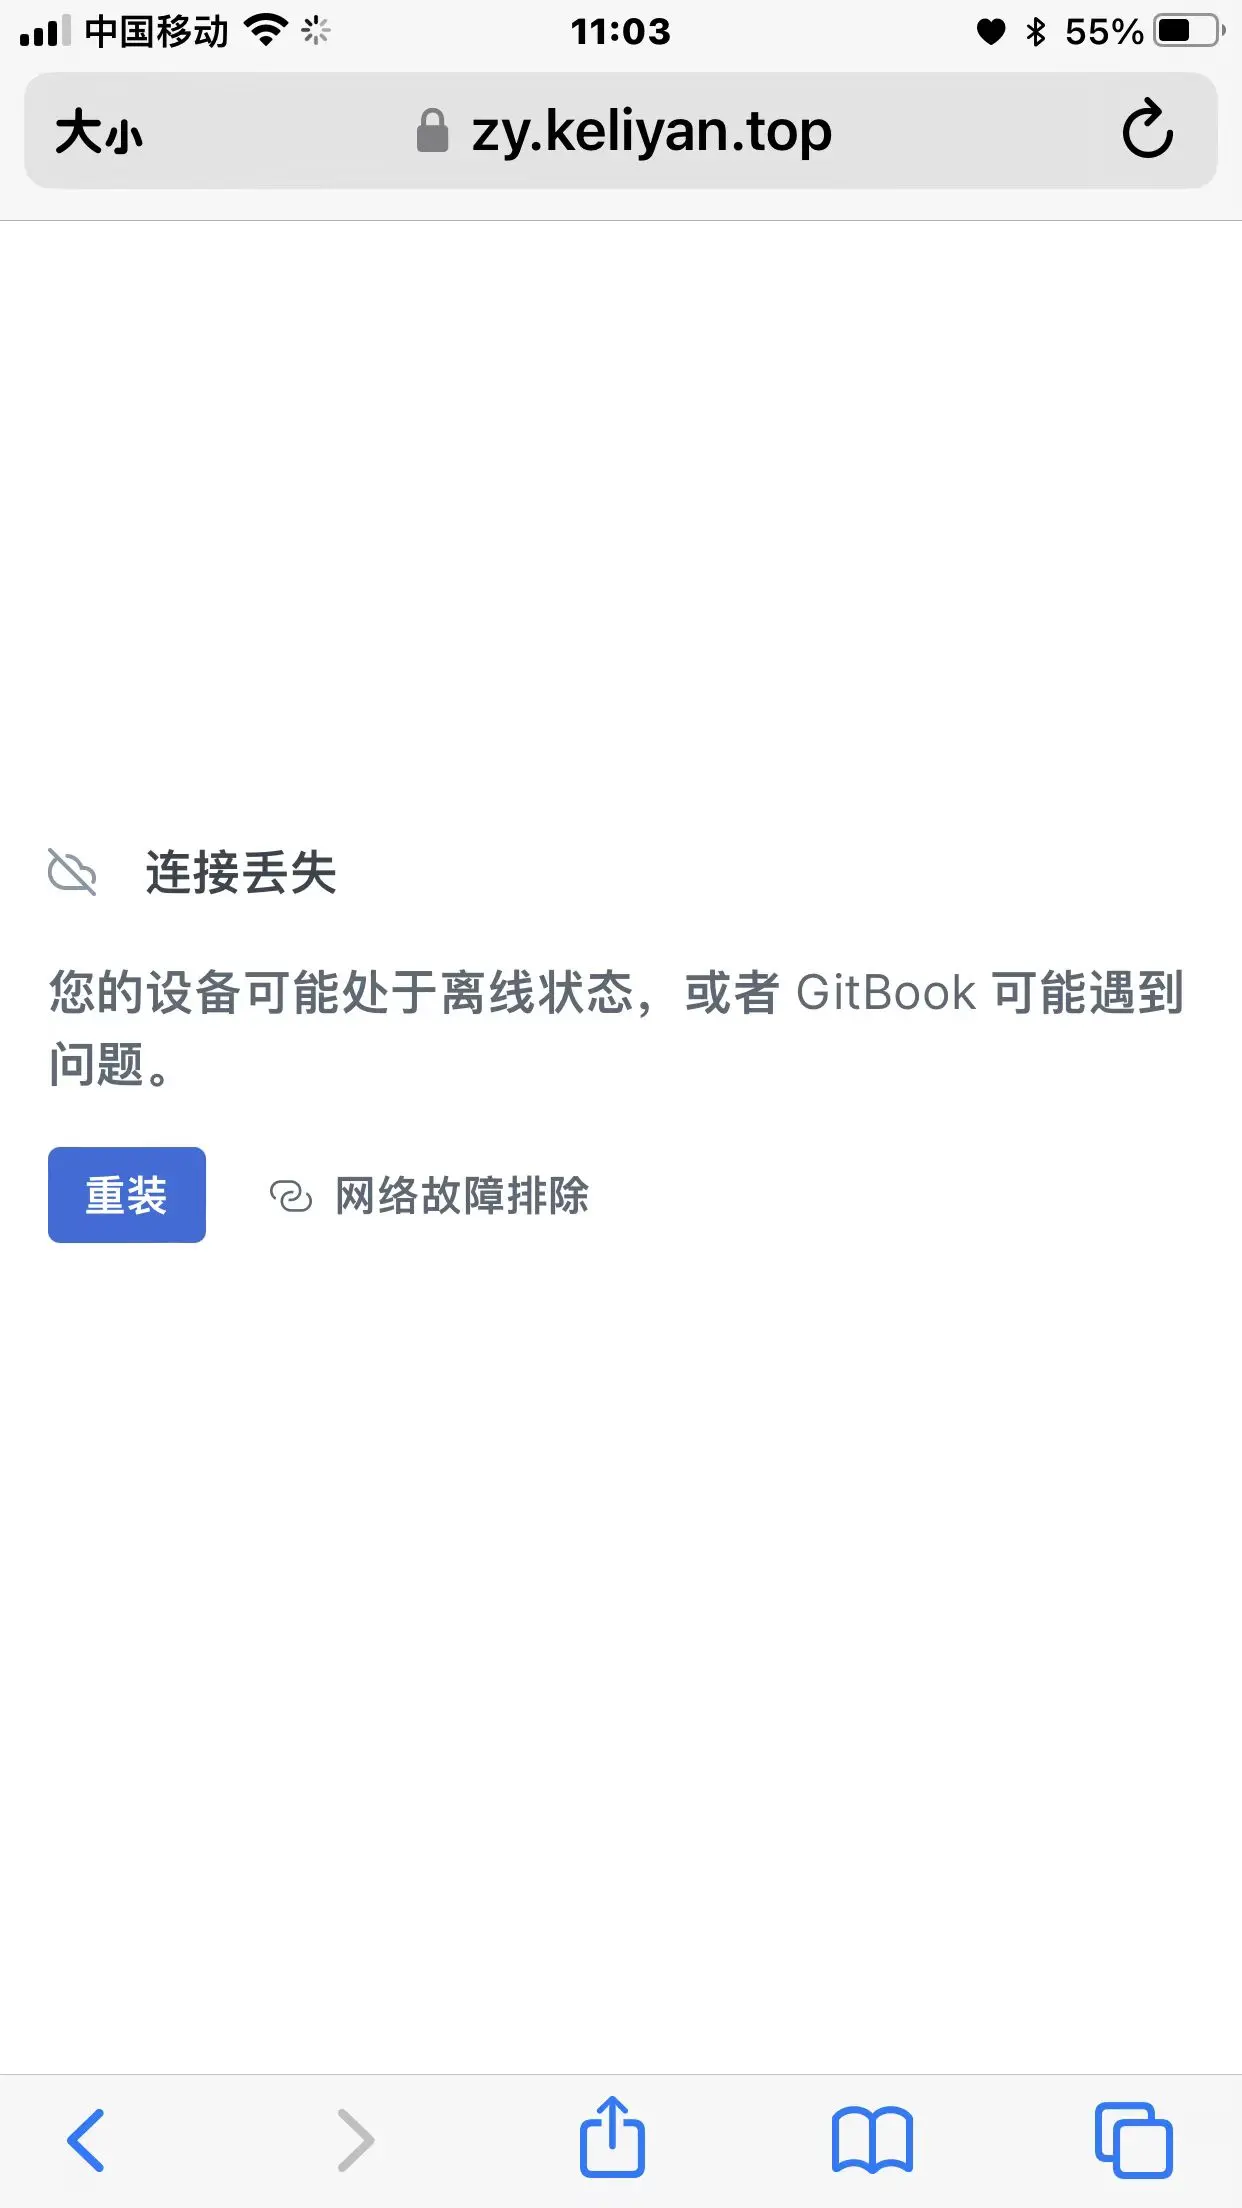 中国移动
11:03
55%
大小
zy.keliyan.top
连接丢失
您的设备可能处于离线状态，或者 GitBook 可能遇到
问题。
重装
网络故障排除